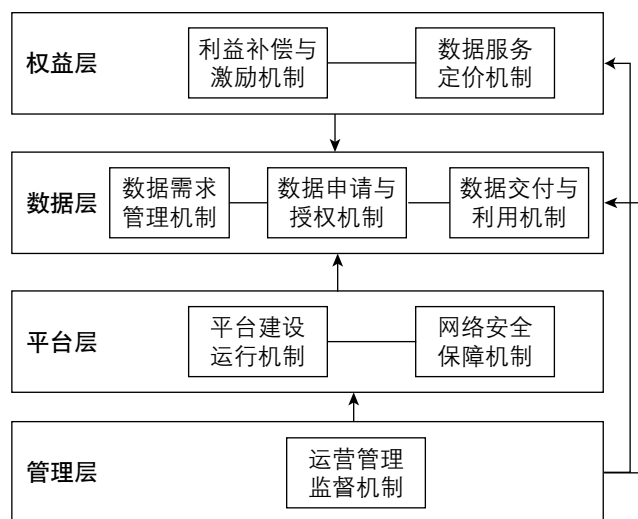 权益层
利益补偿与
激励机制
数据服务
定价机制
数据层
数据需求
管理机制
数据申请与
授权机制
数据交付与
利用机制
平台层
平台建设
运行机制
网络安全
保障机制
管理层
运营管理
监督机制